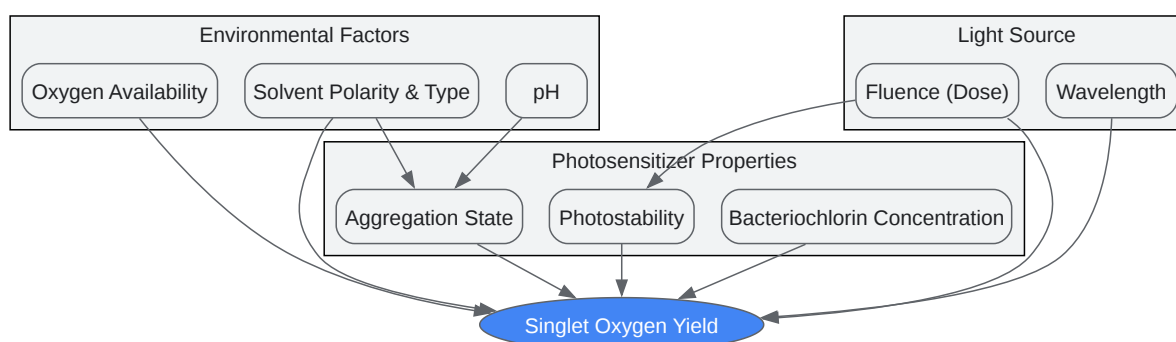 Environmental Factors
Light Source
Oxygen Availability
Solvent Polarity & Type
pH
Fluence (Dose)
Wavelength
Photosensitizer Properties
Aggregation State
Photostability
Bacteriochlorin Concentration
Singlet Oxygen Yield